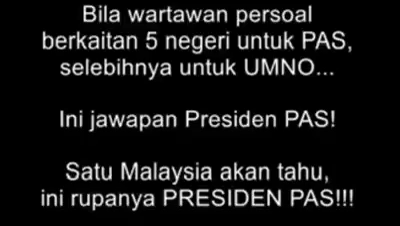 Bila wartawan persoal
berkaitan 5 negeri untuk PAS,
selebihnya untuk UMNO...
Ini jawapan Presiden PAS!
Satu Malaysia akan tahu,
ini rupanya PRESIDEN PAS!!!